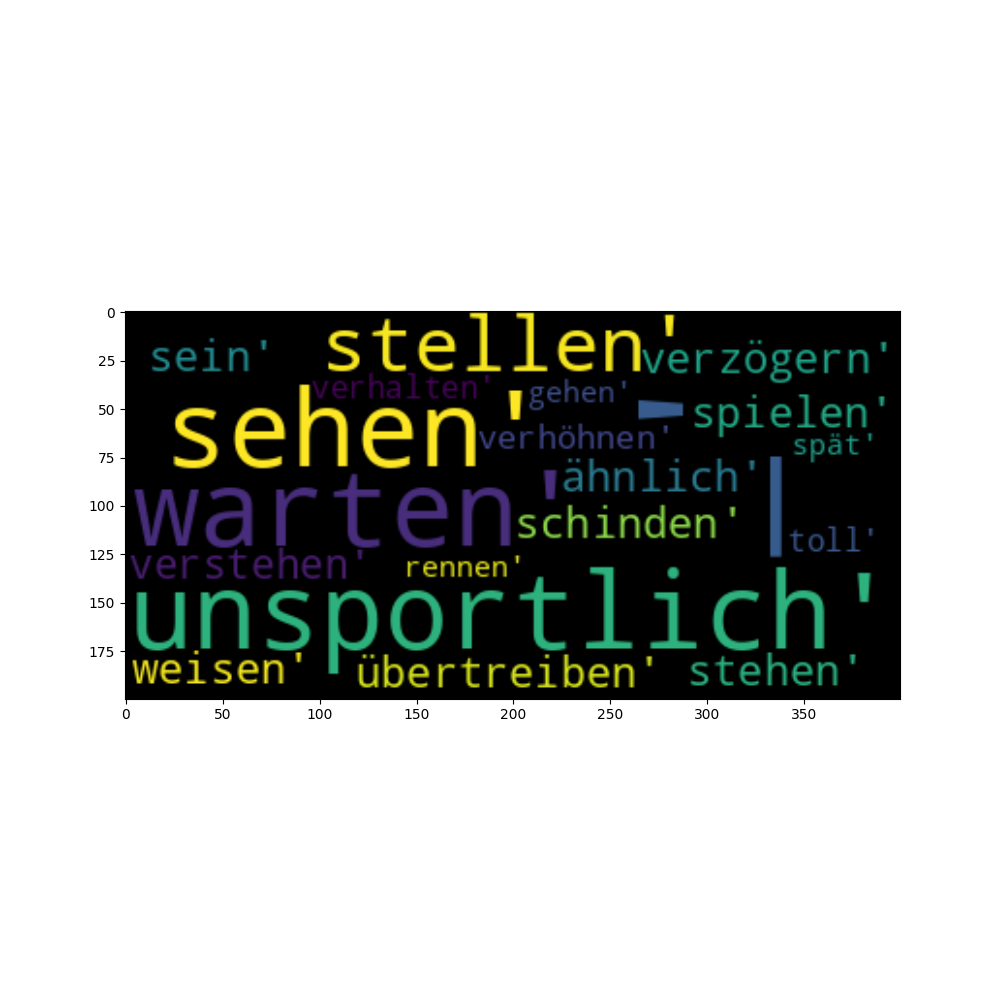 0
25
50
75
100
125
150
175
0 50 100 150 200 250 300 350
stellen'
sein'
verzögern'
verhalten'
gehen'
sehen'
spielen'
verhöhnen'
spät'
ähnlich'
warten'
schinden'
toll'
verstehen'
rennen'
unsportlich'
weisen'
übertreiben'
stehen'